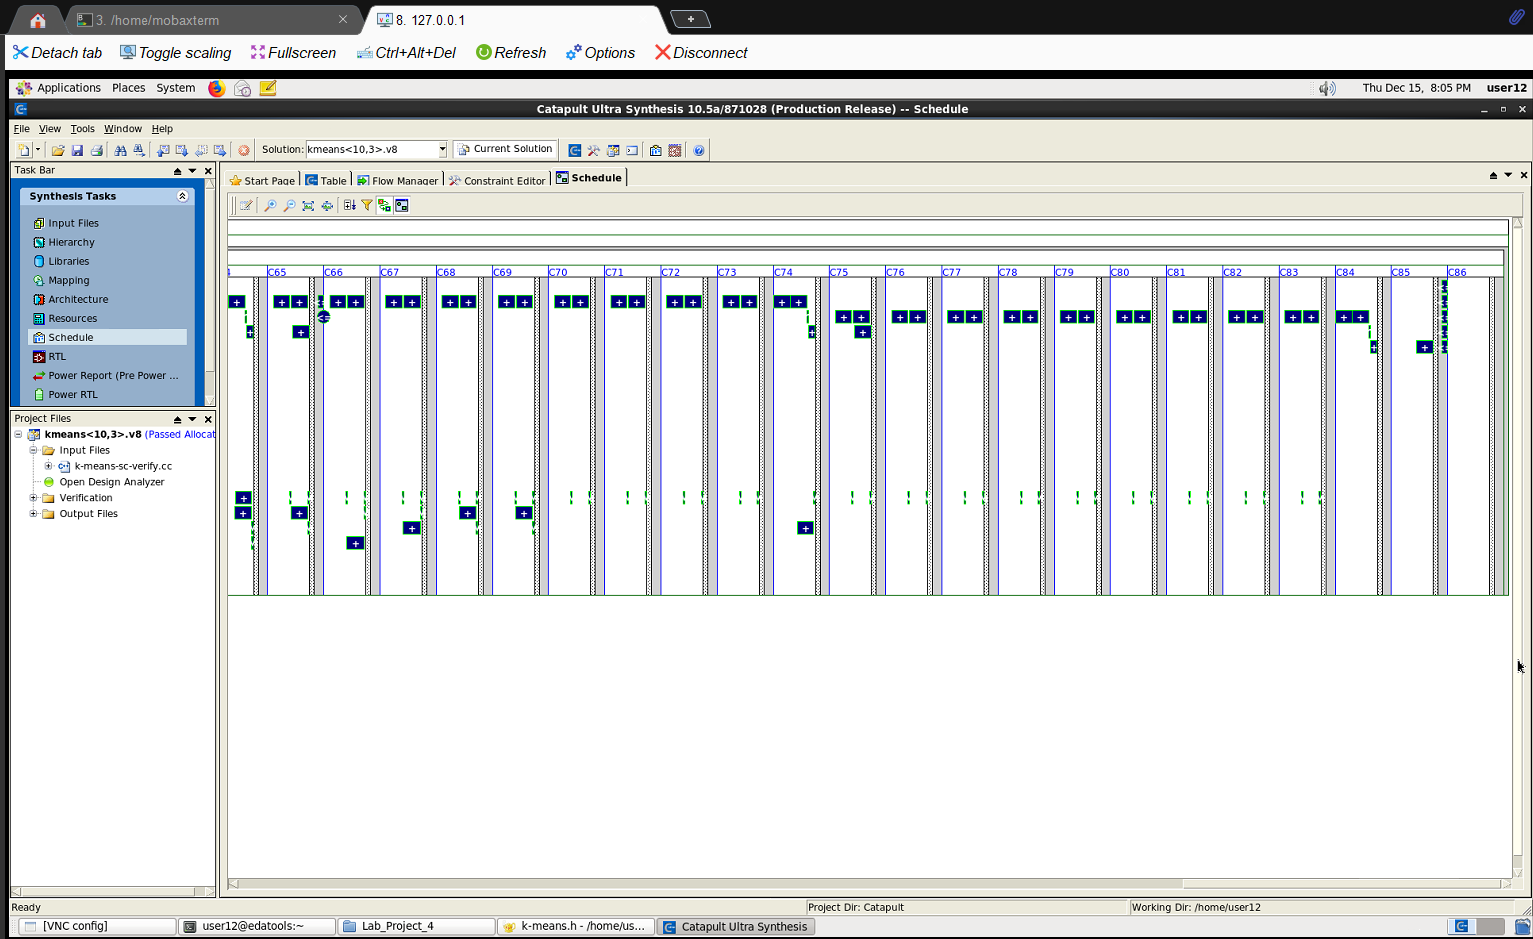 3. /home/mobaxterm
8. 127.0.0.1
Detach tab
Toggle scaling
Fullscreen
Ctrl+Alt+Del
Refresh
Options
Disconnect
Applications Places System
Thu Dec 15, 8:05 PM user12
Catapult Ultra Synthesis 10.5a/871028 (Production Release) -- Schedule
File View Tools Window Help
Solution: kmeans<10,3>.v8 Current Solution
Task Bar
Start Page Table Flow Manager Constraint Editor Schedule
Synthesis Tasks
Input Files
Hierarchy
Libraries
Mapping
Architecture
Resources
Schedule
RTL
Power Report (Pre Power ...
Power RTL
4 C65 C66 C67 C68 C69 C70 C71 C72 C73 C74 C75 C76 C77 C78 C79 C80 C81 C82 C83 C84 C85 C86
Project Files
kmeans<10,3>.v8 (Passed Allocat
Input Files
k-means-sc-verify.cc
Open Design Analyzer
Verification
Output Files
Ready
Project Dir: Catapult
Working Dir: /home/user12
[VNC config]
user12@edatools:~
Lab_Project_4
k-means.h - /home/us...
Catapult Ultra Synthesis